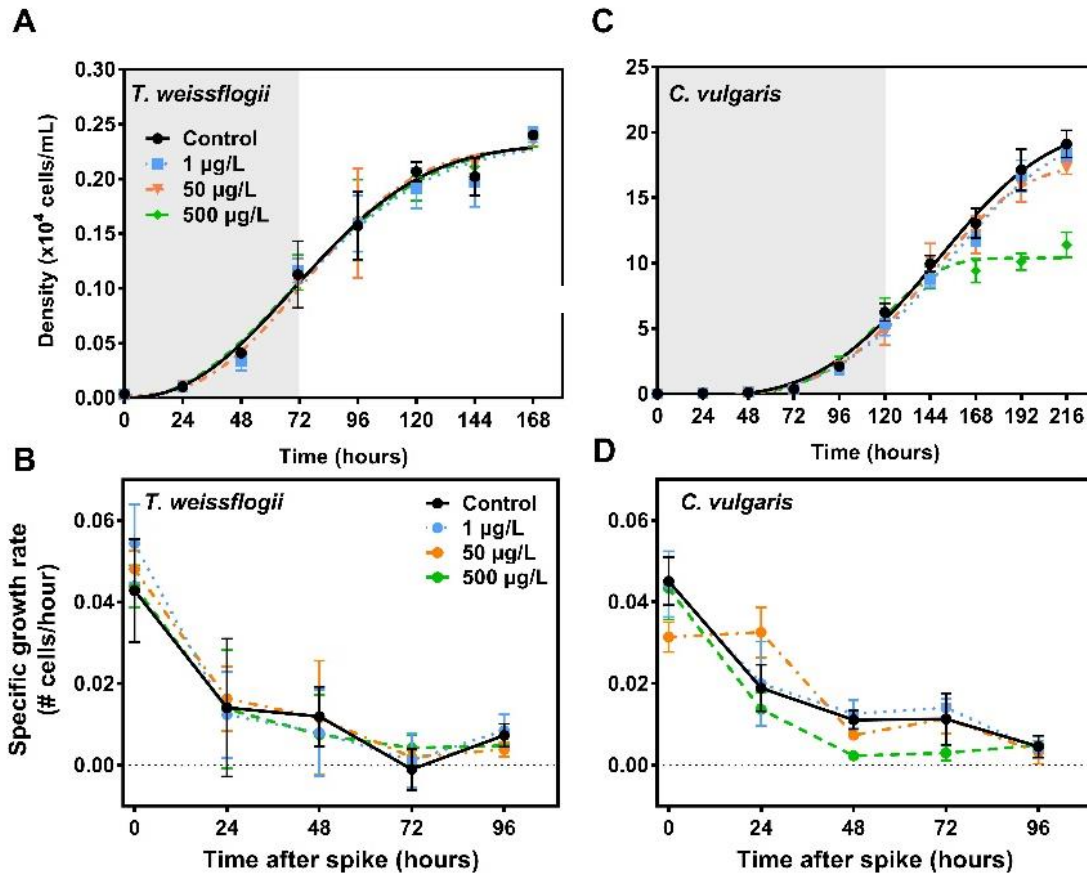 A
T. weissflogii
Control
1 µg/L
50 µg/L
500 µg/L
Density (x10⁴ cells/mL)
0.30
0.25
0.20
0.15
0.10
0.05
0.00
0 24 48 72 96 120 144 168
Time (hours)
C
C. vulgaris
25
20
15
10
5
0
0 24 48 72 96 120 144 168 192 216
Time (hours)
B
T. weissflogii
Control
1 µg/L
50 µg/L
500 µg/L
Specific growth rate
(# cells/hour)
0.06
0.04
0.02
0.00
0 24 48 72 96
Time after spike (hours)
D
C. vulgaris
0.06
0.04
0.02
0.00
0 24 48 72 96
Time after spike (hours)